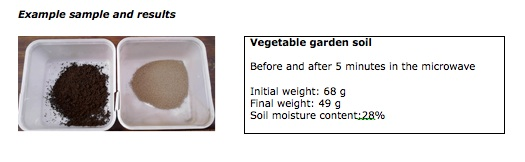 Example sample and results
Vegetable garden soil
Before and after 5 minutes in the microwave
Initial weight: 68 g
Final weight: 49 g
Soil moisture content:28%